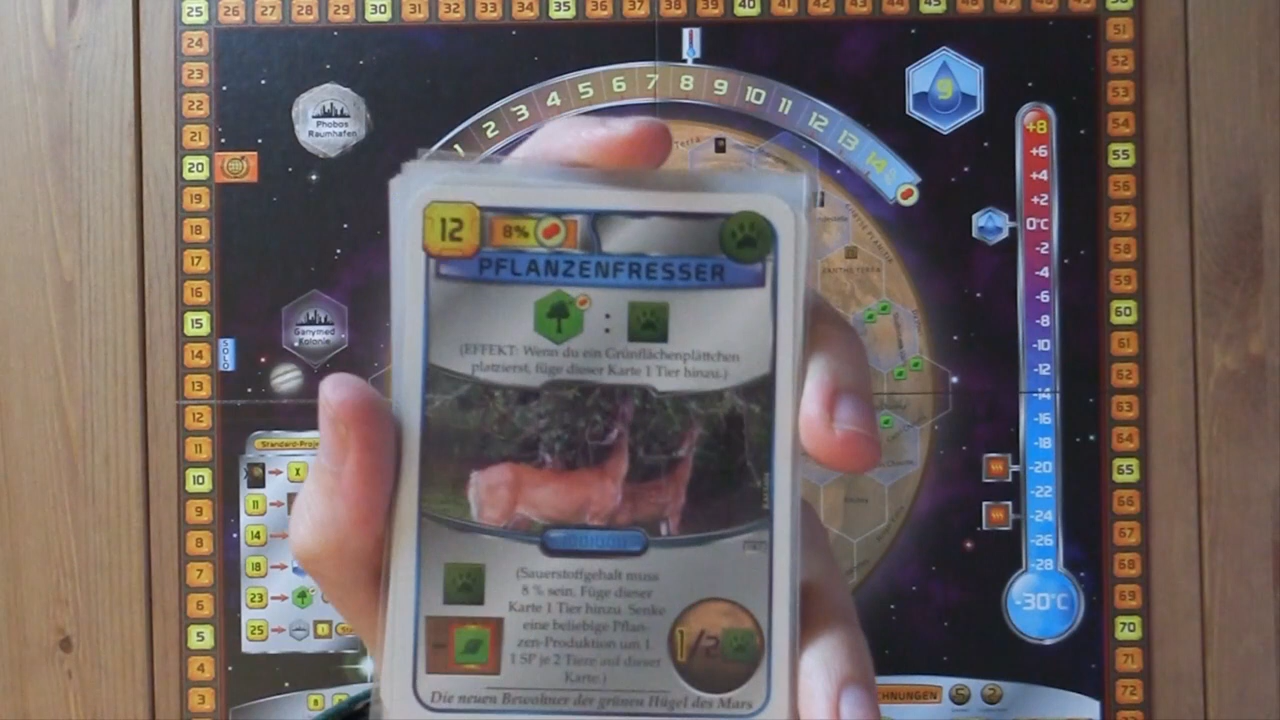 25 26 27 28 29 30 31 32 33 34 35 36 37 38 39 40 41 42 43 44 45 46 47 48 49 50
24
23
22
21
20
19
18
17
16
15
14
13
12
11
10
9
8
7
6
5
4
3
51
52
53
54
55
56
57
58
59
60
61
62
63
64
65
66
67
68
69
70
71
72
1 2 3 4 5 6 7 8 9 10 11 12 13 14%
9
Phobos
Raumhafen
Ganymed
Kolonie
SOLO
Terra
+8
+6
+4
+2
0°C
-2
-4
-6
-8
-10
-12
-14
-16
-18
-20
-22
-24
-26
-28
-30°C
Standard-Proje
X
11
14
18
23
25
12 8%
PFLANZENFRESSER
:
(EFFEKT: Wenn du ein Grünflächenplättchen
platzierst, füge dieser Karte 1 Tier hinzu.)
(Sauerstoffgehalt muss
8 % sein. Füge dieser
Karte 1 Tier hinzu. Senke
eine beliebige Pflan-
zen-Produktion um 1.
1 SP je 2 Tiere auf dieser
Karte.)
1/2
Die neuen Bewohner der grünen Hügel des Mars
CHNUNGEN 5 2